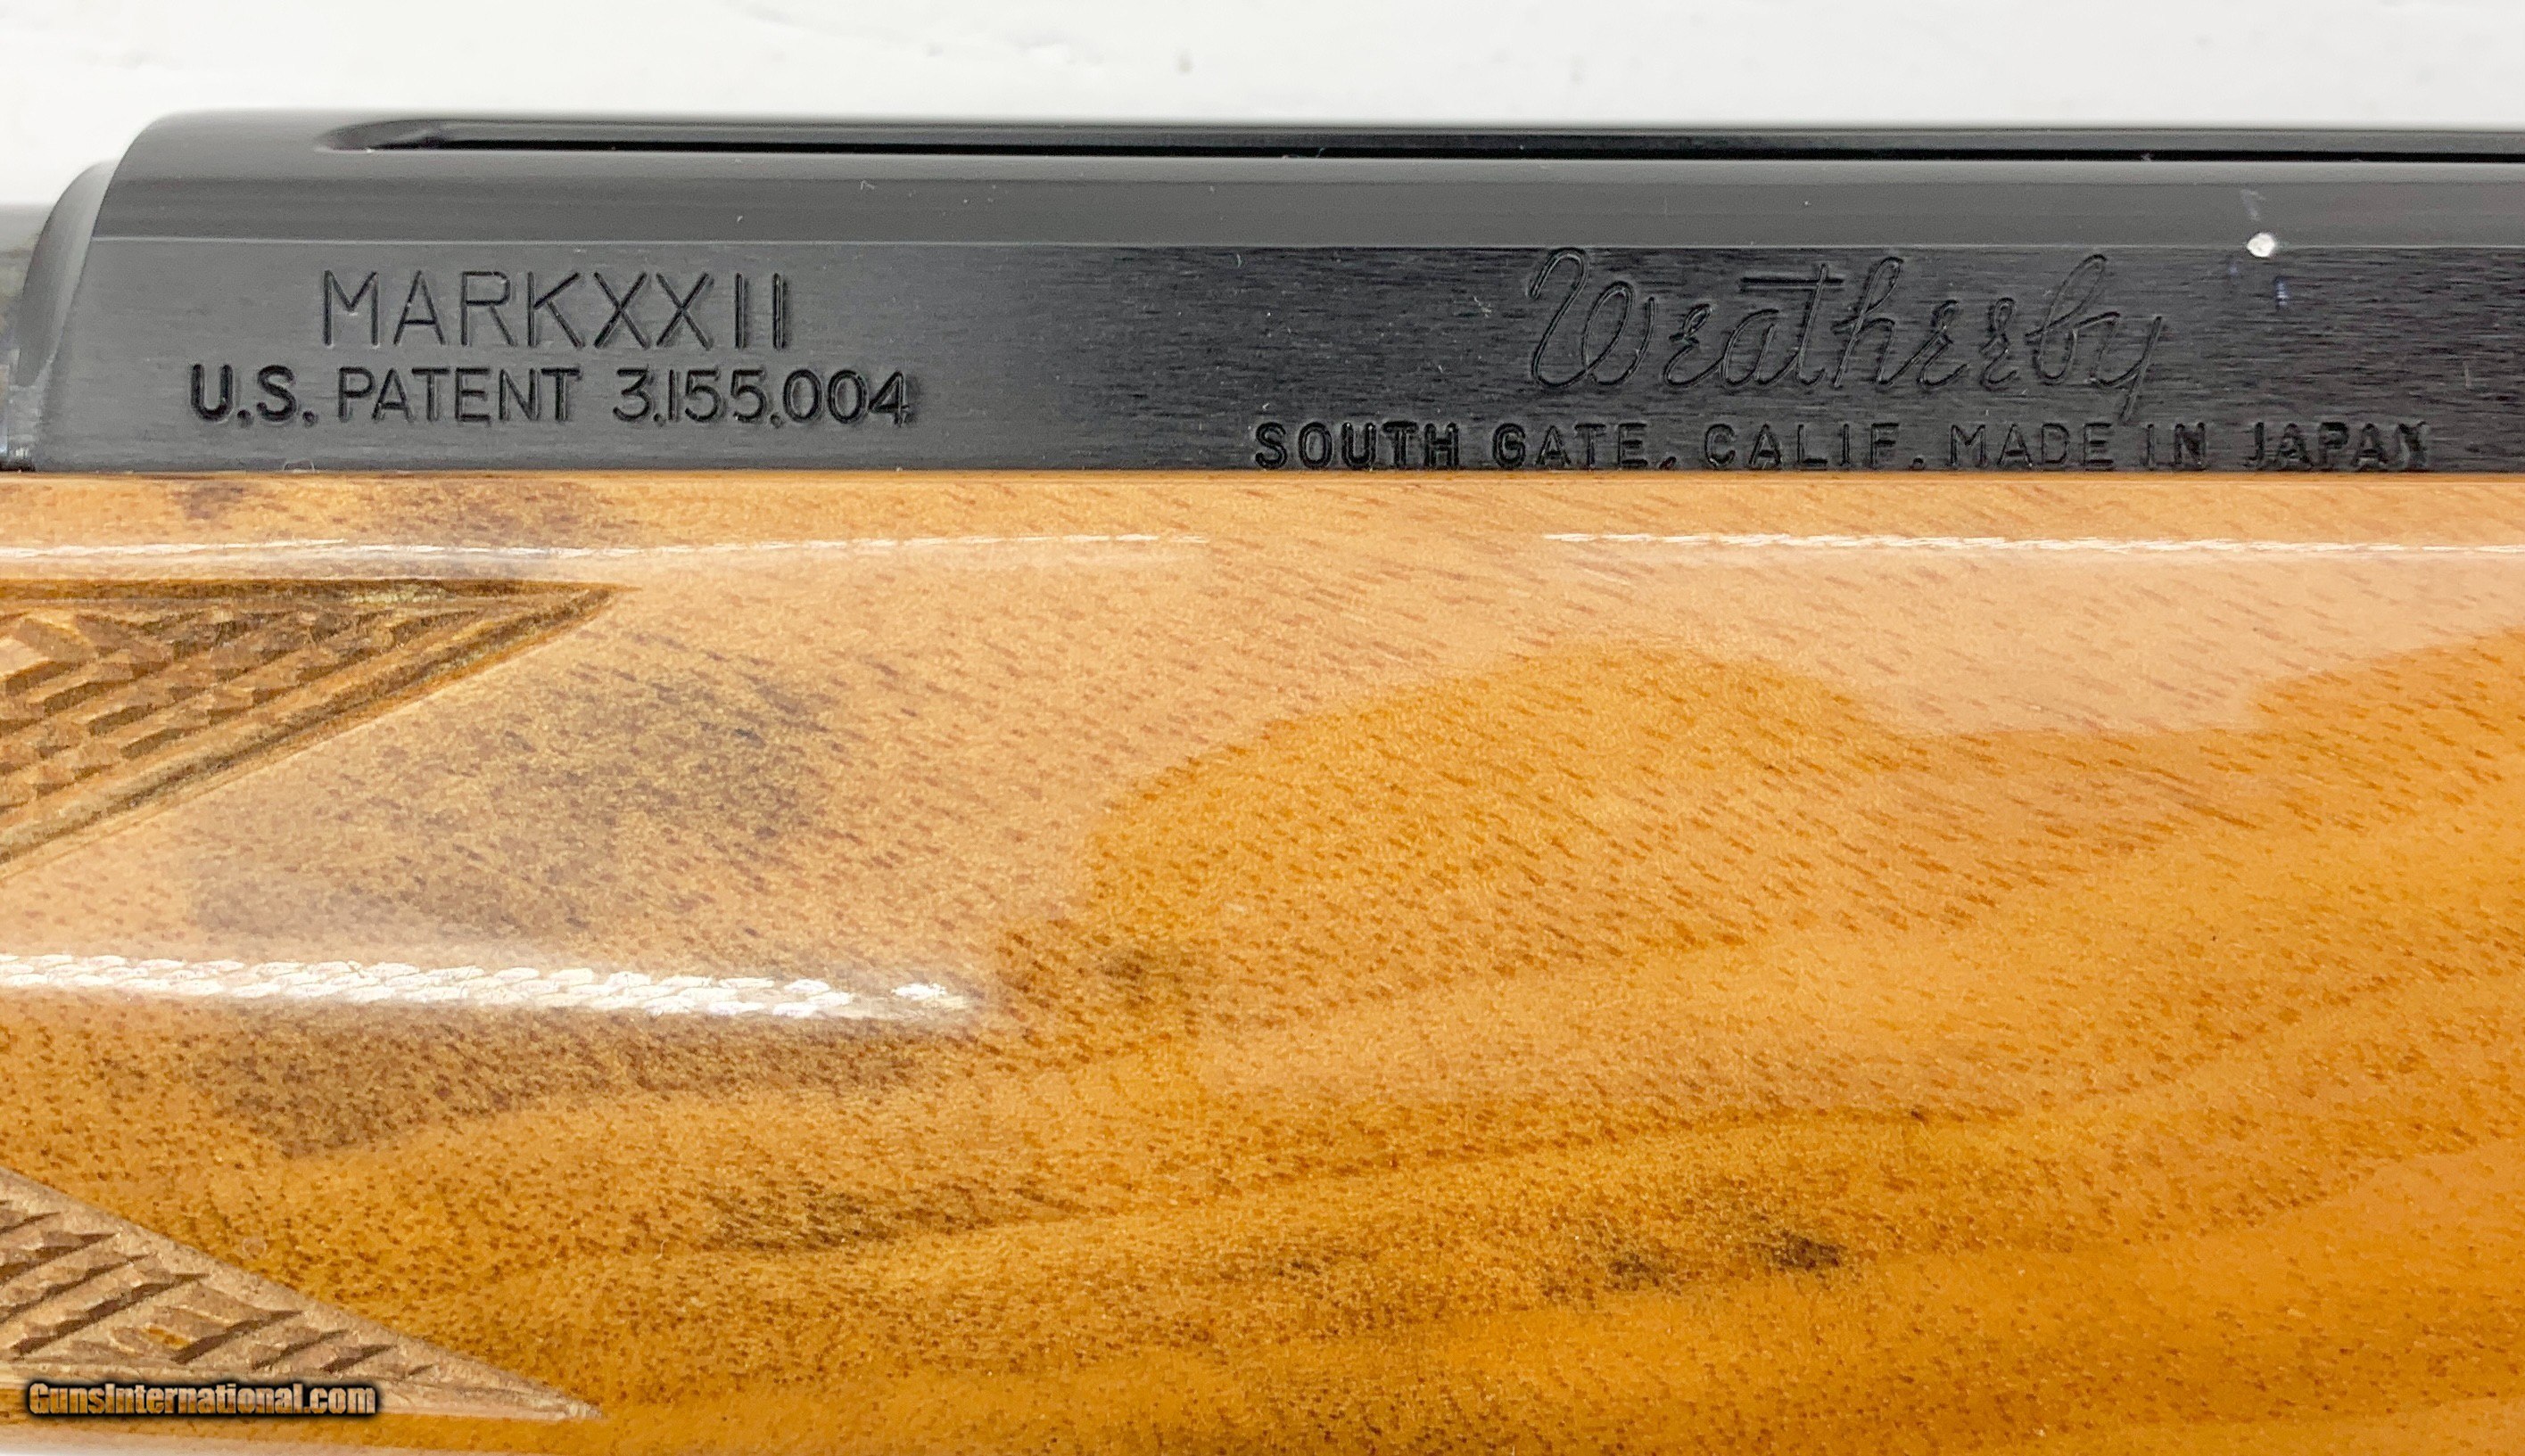 MARKXXII
U.S. PATENT 3.155.004
Weatherby
SOUTH GATE, CALIF. MADE IN JAPAN
GunsInternational.com